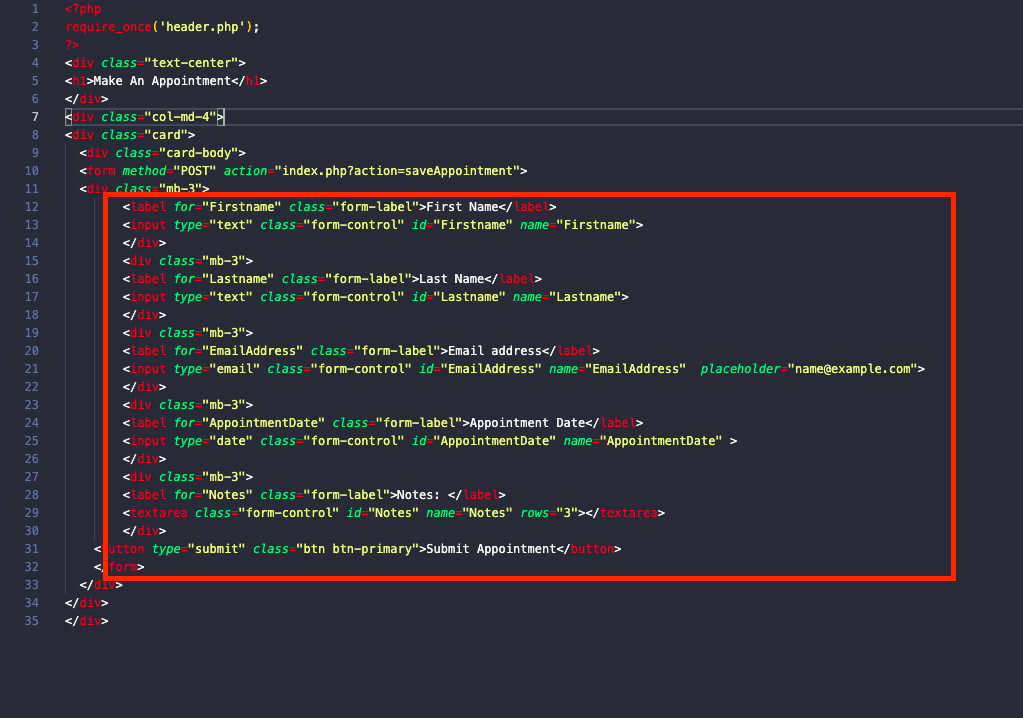 1 <?php
2 require_once('header.php');
3 ?>
4 <div class="text-center">
5 <h1>Make An Appointment</h1>
6 </div>
7 <div class="col-md-4">
8 <div class="card">
9 <div class="card-body">
10 <form method="POST" action="index.php?action=saveAppointment">
11 <div class="mb-3">
12 <label for="Firstname" class="form-label">First Name</label>
13 <input type="text" class="form-control" id="Firstname" name="Firstname">
14 </div>
15 <div class="mb-3">
16 <label for="Lastname" class="form-label">Last Name</label>
17 <input type="text" class="form-control" id="Lastname" name="Lastname">
18 </div>
19 <div class="mb-3">
20 <label for="EmailAddress" class="form-label">Email address</label>
21 <input type="email" class="form-control" id="EmailAddress" name="EmailAddress"  placeholder="name@example.com">
22 </div>
23 <div class="mb-3">
24 <label for="AppointmentDate" class="form-label">Appointment Date</label>
25 <input type="date" class="form-control" id="AppointmentDate" name="AppointmentDate" >
26 </div>
27 <div class="mb-3">
28 <label for="Notes" class="form-label">Notes: </label>
29 <textarea class="form-control" id="Notes" name="Notes" rows="3"></textarea>
30 </div>
31 <button type="submit" class="btn btn-primary">Submit Appointment</button>
32 </form>
33 </div>
34 </div>
35 </div>